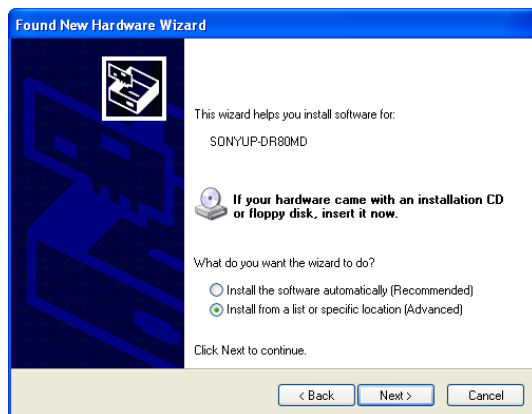 Found New Hardware Wizard
This wizard helps you install software for:
SONYUP-DR80MD
If your hardware came with an installation CD
or floppy disk, insert it now.
What do you want the wizard to do?
Install the software automatically (Recommended)
Install from a list or specific location (Advanced)
Click Next to continue.
< Back
Next >
Cancel